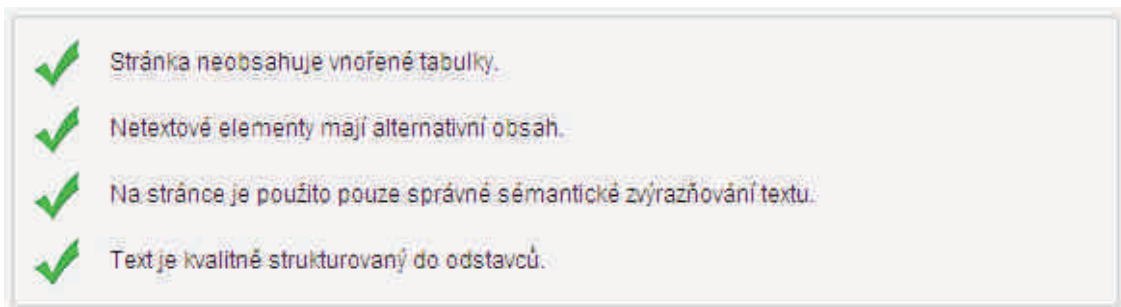 Stránka neobsahuje vnořené tabulky.
Netextové elementy mají alternativní obsah.
Na stránce je použito pouze správné sémantické zvýrazňování textu.
Text je kvalitně strukturovaný do odstavců.